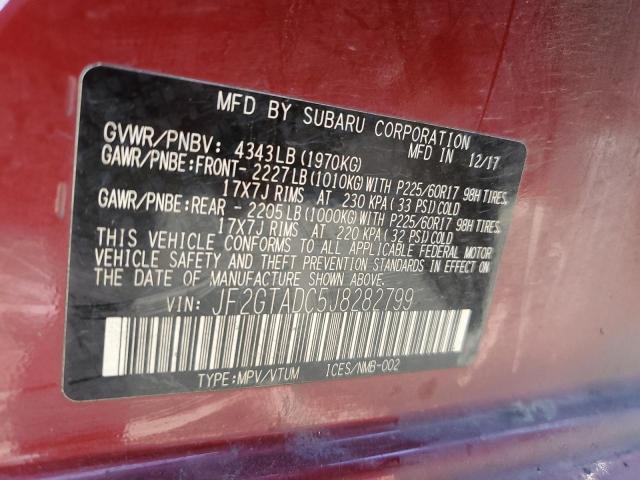 MFD BY SUBARU CORPORATION
GVWR/PNBV: 4343LB(1970KG) MFD IN 12/17
GAWR/PNBE:FRONT- 2227LB(1010KG)WITH P225/60R17 98H TIRES,
17X7J RIMS AT 230 KPA(33 PSI)COLD
GAWR/PNBE:REAR - 2205LB(1000KG)WITH P225/60R17 98H TIRES,
17X7J RIMS AT 220 KPA(32 PSI)COLD
THIS VEHICLE CONFORMS TO ALL APPLICABLE FEDERAL MOTOR
VEHICLE SAFETY AND THEFT PREVENTION STANDARDS IN EFFECT ON
THE DATE OF MANUFACTURE SHOWN ABOVE.
VIN: JF2GTADC5J8282799
TYPE:MPV/VTUM ICES/NMB-002